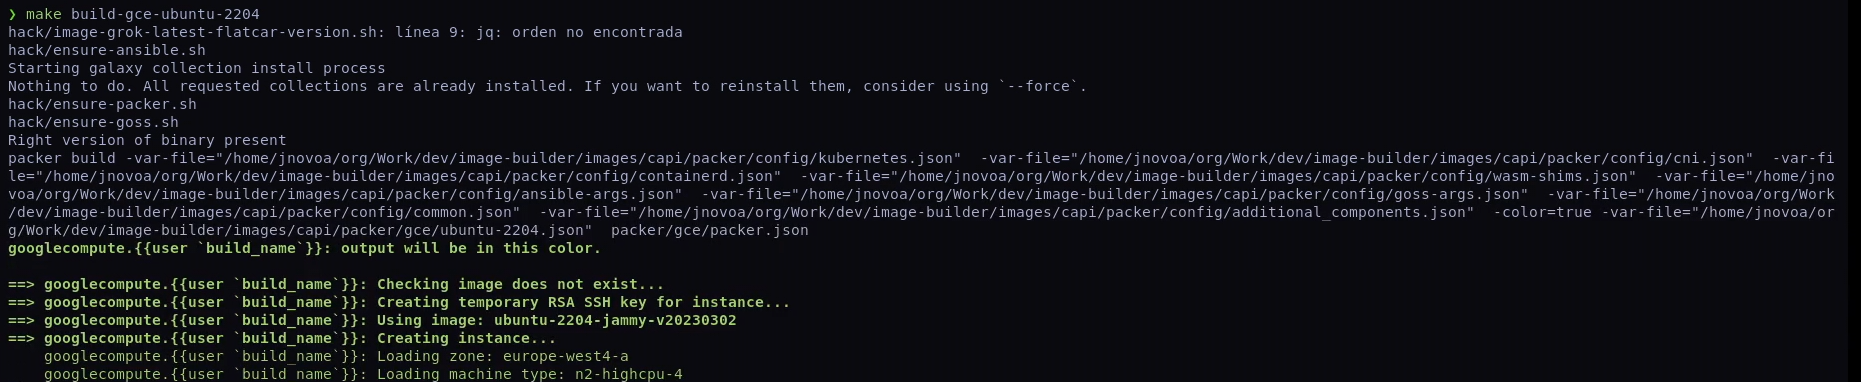 ❯ make build-gce-ubuntu-2204
hack/image-grok-latest-flatcar-version.sh: línea 9: jq: orden no encontrada
hack/ensure-ansible.sh
Starting galaxy collection install process
Nothing to do. All requested collections are already installed. If you want to reinstall them, consider using `--force`.
hack/ensure-packer.sh
hack/ensure-goss.sh
Right version of binary present
packer build -var-file="/home/jnovoa/org/Work/dev/image-builder/images/capi/packer/config/kubernetes.json"  -var-file="/home/jnovoa/org/Work/dev/image-builder/images/capi/packer/config/cni.json"  -var-fi
le="/home/jnovoa/org/Work/dev/image-builder/images/capi/packer/config/containerd.json"  -var-file="/home/jnovoa/org/Work/dev/image-builder/images/capi/packer/config/wasm-shims.json"  -var-file="/home/jno
voa/org/Work/dev/image-builder/images/capi/packer/config/ansible-args.json"  -var-file="/home/jnovoa/org/Work/dev/image-builder/images/capi/packer/config/goss-args.json"  -var-file="/home/jnovoa/org/Work
/dev/image-builder/images/capi/packer/config/common.json"  -var-file="/home/jnovoa/org/Work/dev/image-builder/images/capi/packer/config/additional_components.json"  -color=true -var-file="/home/jnovoa/or
g/Work/dev/image-builder/images/capi/packer/gce/ubuntu-2204.json"  packer/gce/packer.json
googlecompute.{{user `build_name`}}: output will be in this color.
==> googlecompute.{{user `build_name`}}: Checking image does not exist...
==> googlecompute.{{user `build_name`}}: Creating temporary RSA SSH key for instance...
==> googlecompute.{{user `build_name`}}: Using image: ubuntu-2204-jammy-v20230302
==> googlecompute.{{user `build_name`}}: Creating instance...
    googlecompute.{{user `build_name`}}: Loading zone: europe-west4-a
    googlecompute.{{user `build_name`}}: Loading machine type: n2-highcpu-4